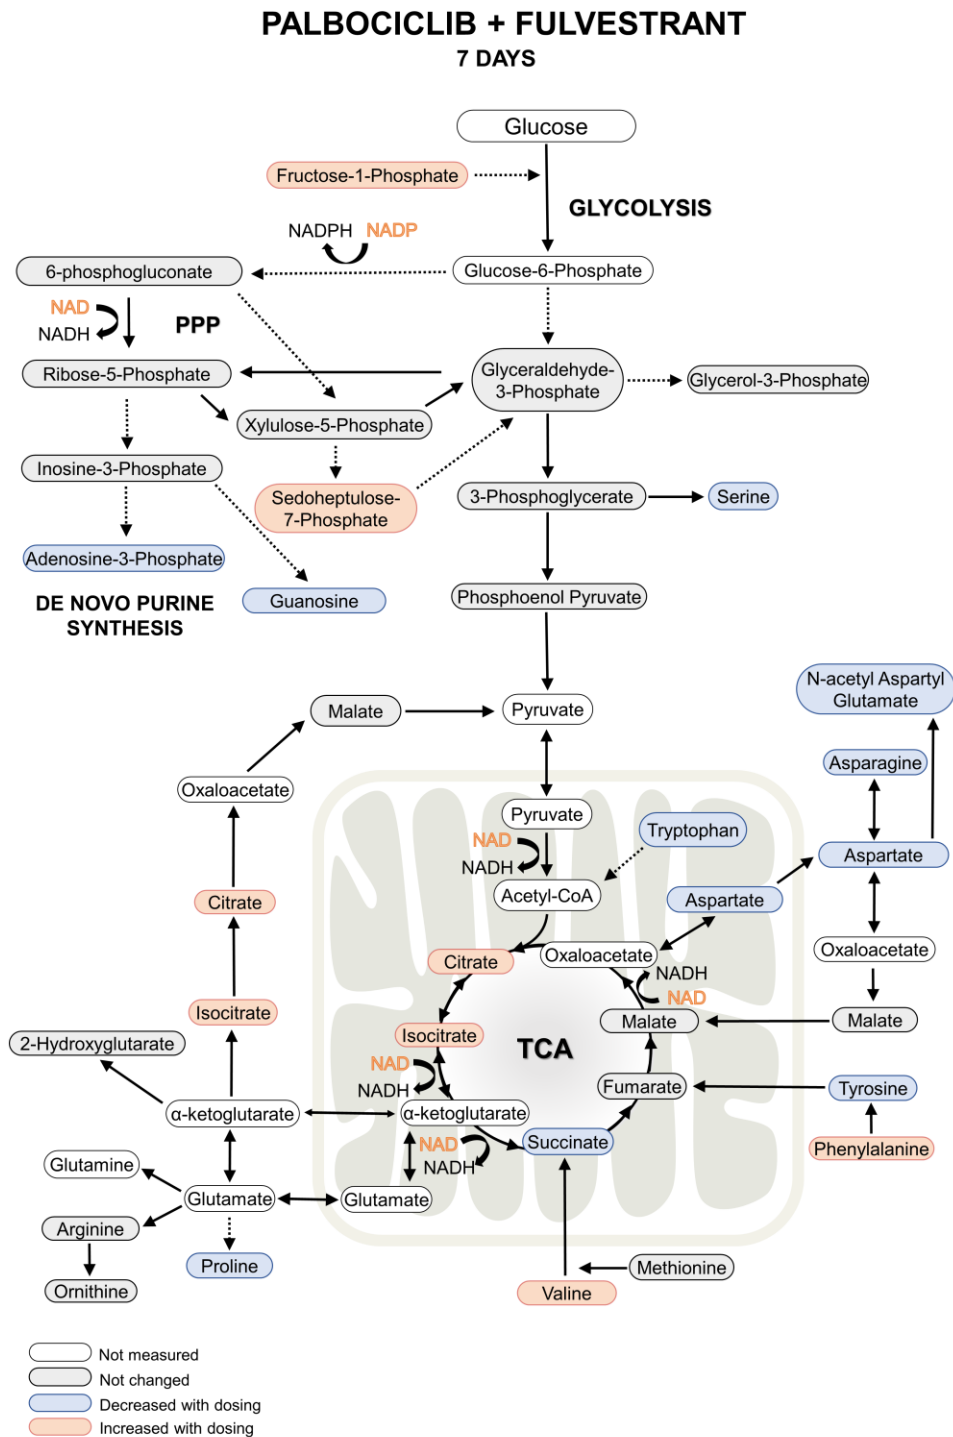 PALBOCICLIB + FULVESTRANT
7 DAYS
Glucose
Fructose-1-Phosphate
GLYCOLYSIS
NADPH NADP
6-phosphogluconate
Glucose-6-Phosphate
NAD
NADH
PPP
Ribose-5-Phosphate
Glyceraldehyde-
3-Phosphate
Glycerol-3-Phosphate
Xylulose-5-Phosphate
Inosine-3-Phosphate
Sedoheptulose-
7-Phosphate
3-Phosphoglycerate
Serine
Adenosine-3-Phosphate
DE NOVO PURINE
SYNTHESIS
Guanosine
Phosphoenol Pyruvate
N-acetyl Aspartyl
Glutamate
Malate
Pyruvate
Asparagine
Oxaloacetate
Pyruvate
Tryptophan
NAD
NADH
Aspartate
Acetyl-CoA
Aspartate
Citrate
Citrate
Oxaloacetate
Oxaloacetate
NADH
NAD
Isocitrate
Isocitrate
TCA
Malate
Malate
2-Hydroxyglutarate
NAD
NADH
Fumarate
Tyrosine
α-ketoglutarate
α-ketoglutarate
NAD
NADH
Succinate
Phenylalanine
Glutamine
Glutamate
Glutamate
Arginine
Proline
Ornithine
Methionine
Valine
Not measured
Not changed
Decreased with dosing
Increased with dosing